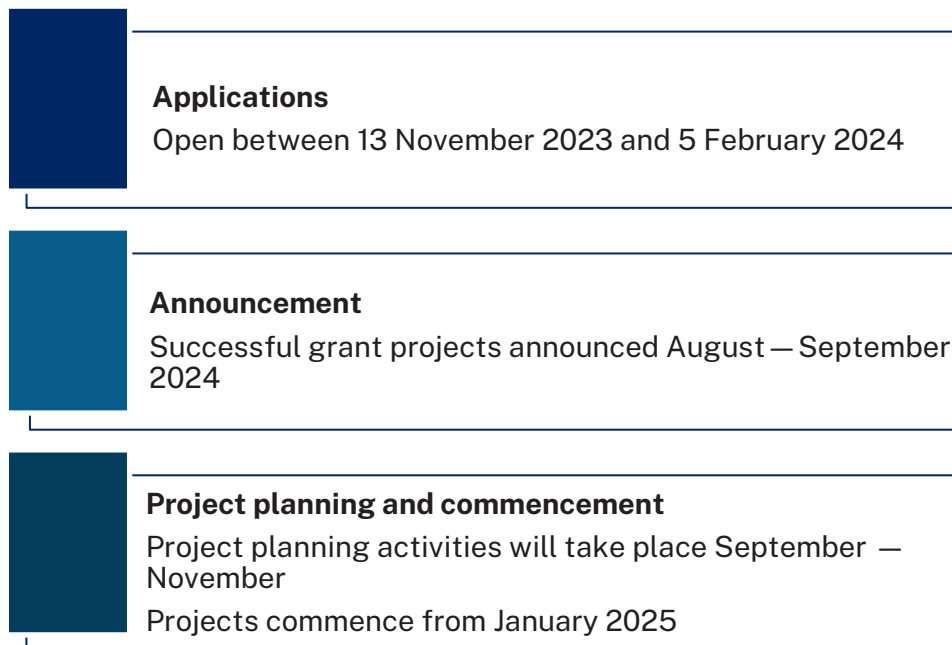 Applications
Open between 13 November 2023 and 5 February 2024
Announcement
Successful grant projects announced August — September
2024
Project planning and commencement
Project planning activities will take place September —
November
Projects commence from January 2025